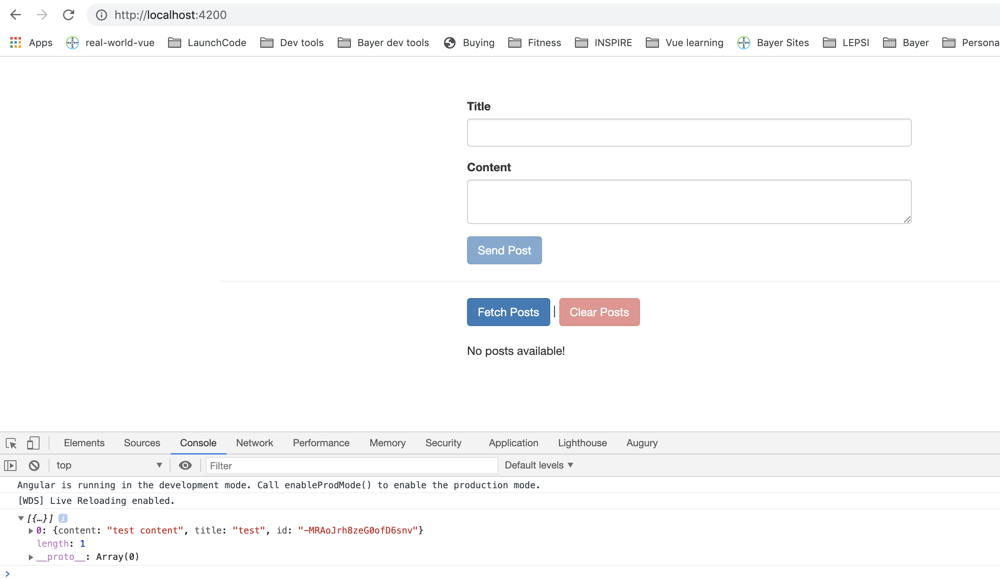 http://localhost:4200
Apps real-world-vue LaunchCode Dev tools Bayer dev tools Buying Fitness INSPIRE Vue learning Bayer Sites LEPSI Bayer Persona
Title
Content
Send Post
Fetch Posts | Clear Posts
No posts available!
Elements Sources Console Network Performance Memory Security Application Lighthouse Augury
top ▼ Filter Default levels ▼
Angular is running in the development mode. Call enableProdMode() to enable the production mode.
[WDS] Live Reloading enabled.
▼ [{…}] i
▶ 0: {content: "test content", title: "test", id: "-MRAoJrh8zeG0ofD6snv"}
length: 1
▶ __proto__: Array(0)
>